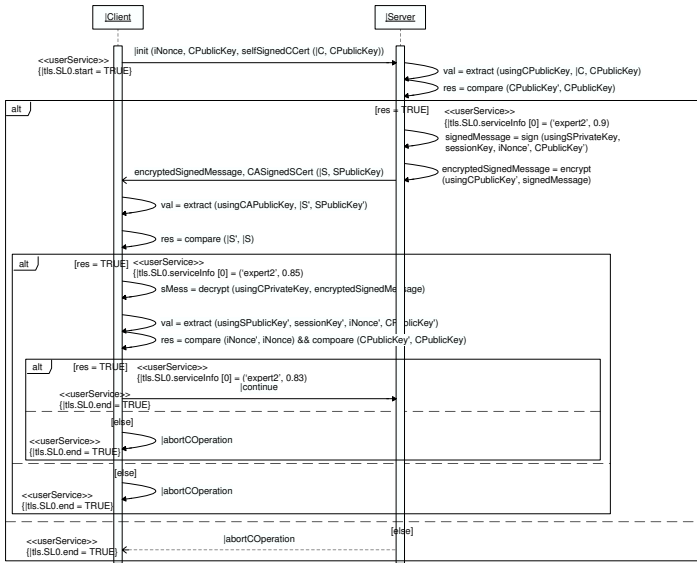 |Client
|Server
|init (iNonce, CPublicKey, selfSignedCCert (|C, CPublicKey))
<<userService>>
{|tls.SL0.start = TRUE}
val = extract (usingCPublicKey, |C, CPublicKey)
res = compare (CPublicKey', CPublicKey)
alt
[res = TRUE]
<<userService>>
{|tls.SL0.serviceInfo [0] = ('expert2', 0.9)
signedMessage = sign (usingSPrivateKey,
sessionKey, iNonce', CPublicKey')
encryptedSignedMessage, CASignedSCert (|S, SPublicKey)
encryptedSignedMessage = encrypt
(usingCPublicKey', signedMessage)
val = extract (usingCAPublicKey, |S', SPublicKey')
res = compare (|S', |S)
alt
[res = TRUE]
<<userService>>
{|tls.SL0.serviceInfo [0] = ('expert2', 0.85)
sMess = decrypt (usingCPrivateKey, encryptedSignedMessage)
val = extract (usingSPublicKey', sessionKey', iNonce', CPublicKey')
res = compare (iNonce', iNonce) && compoare (CPublicKey', CPublicKey)
alt
[res = TRUE]
<<userService>>
{|tls.SL0.serviceInfo [0] = ('expert2', 0.83)
|continue
<<userService>>
{|tls.SL0.end = TRUE}
[else]
<<userService>>
{|tls.SL0.end = TRUE}
|abortCOperation
[else]
<<userService>>
{|tls.SL0.end = TRUE}
|abortCOperation
[else]
|abortCOperation
<<userService>>
{|tls.SL0.end = TRUE}